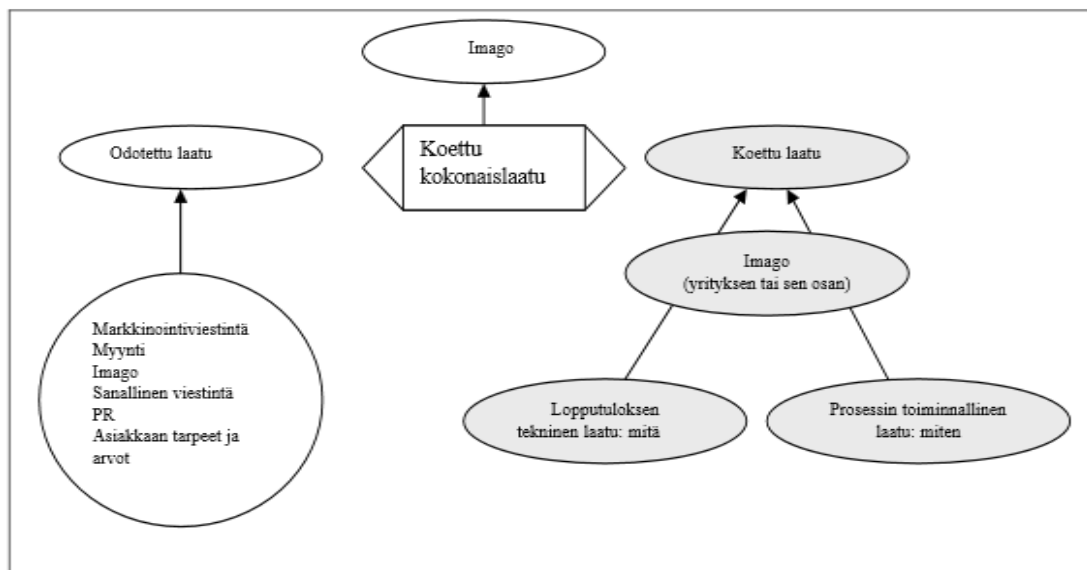 Imago
Odotettu laatu
Koettu
kokonaislaatu
Koettu laatu
Imago
(yrityksen tai sen osan)
Markkinointiviestintä
Myynti
Imago
Sanallinen viestintä
PR
Asiakkaan tarpeet ja
arvot
Lopputuloksen
tekninen laatu: mitä
Prosessin toiminnallinen
laatu: miten